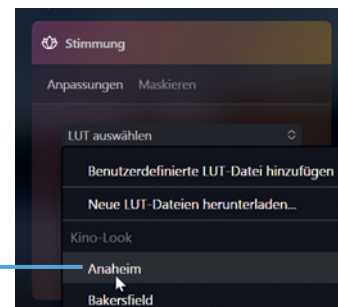 Stimmung
Anpassungen Maskieren
LUT auswählen
Benutzerdefinierte LUT-Datei hinzufügen
Neue LUT-Dateien herunterladen...
Kino-Look
Anaheim
Bakersfield